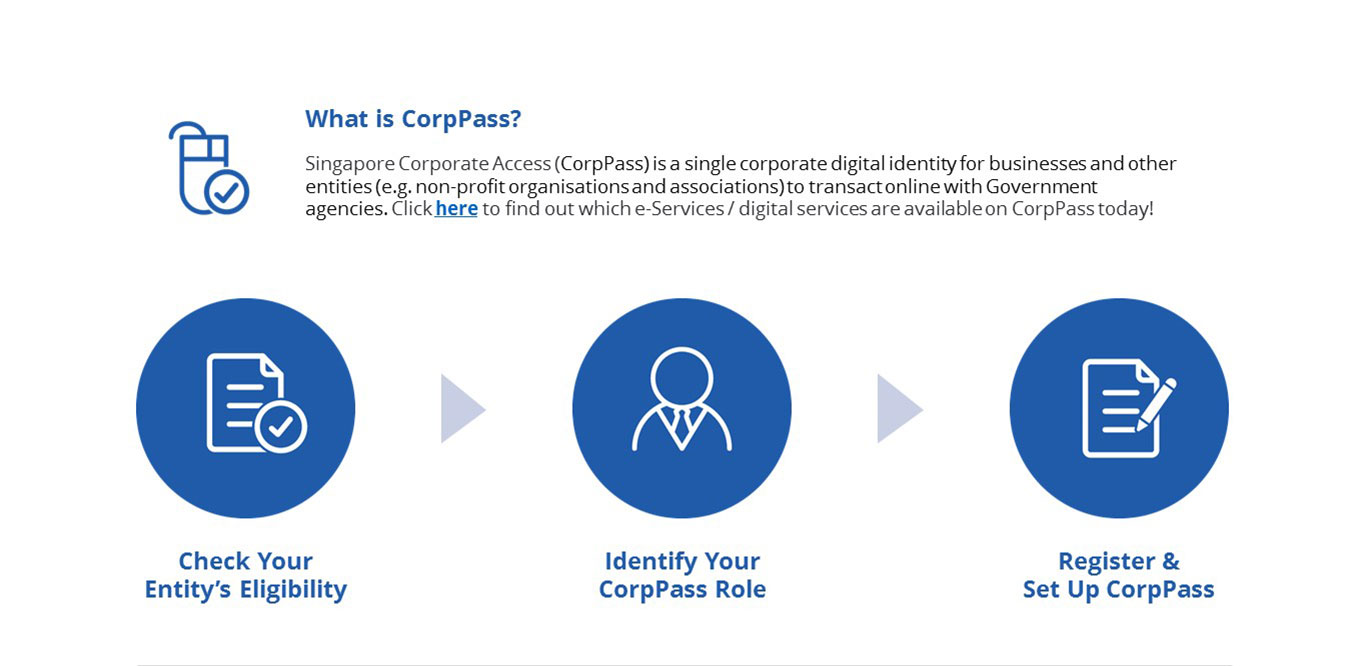 What is CorpPass?
Singapore Corporate Access (CorpPass) is a single corporate digital identity for businesses and other
entities (e.g. non-profit organisations and associations) to transact online with Government
agencies. Click here to find out which e-Services / digital services are available on CorpPass today!
Check Your
Entity’s Eligibility
Identify Your
CorpPass Role
Register &
Set Up CorpPass